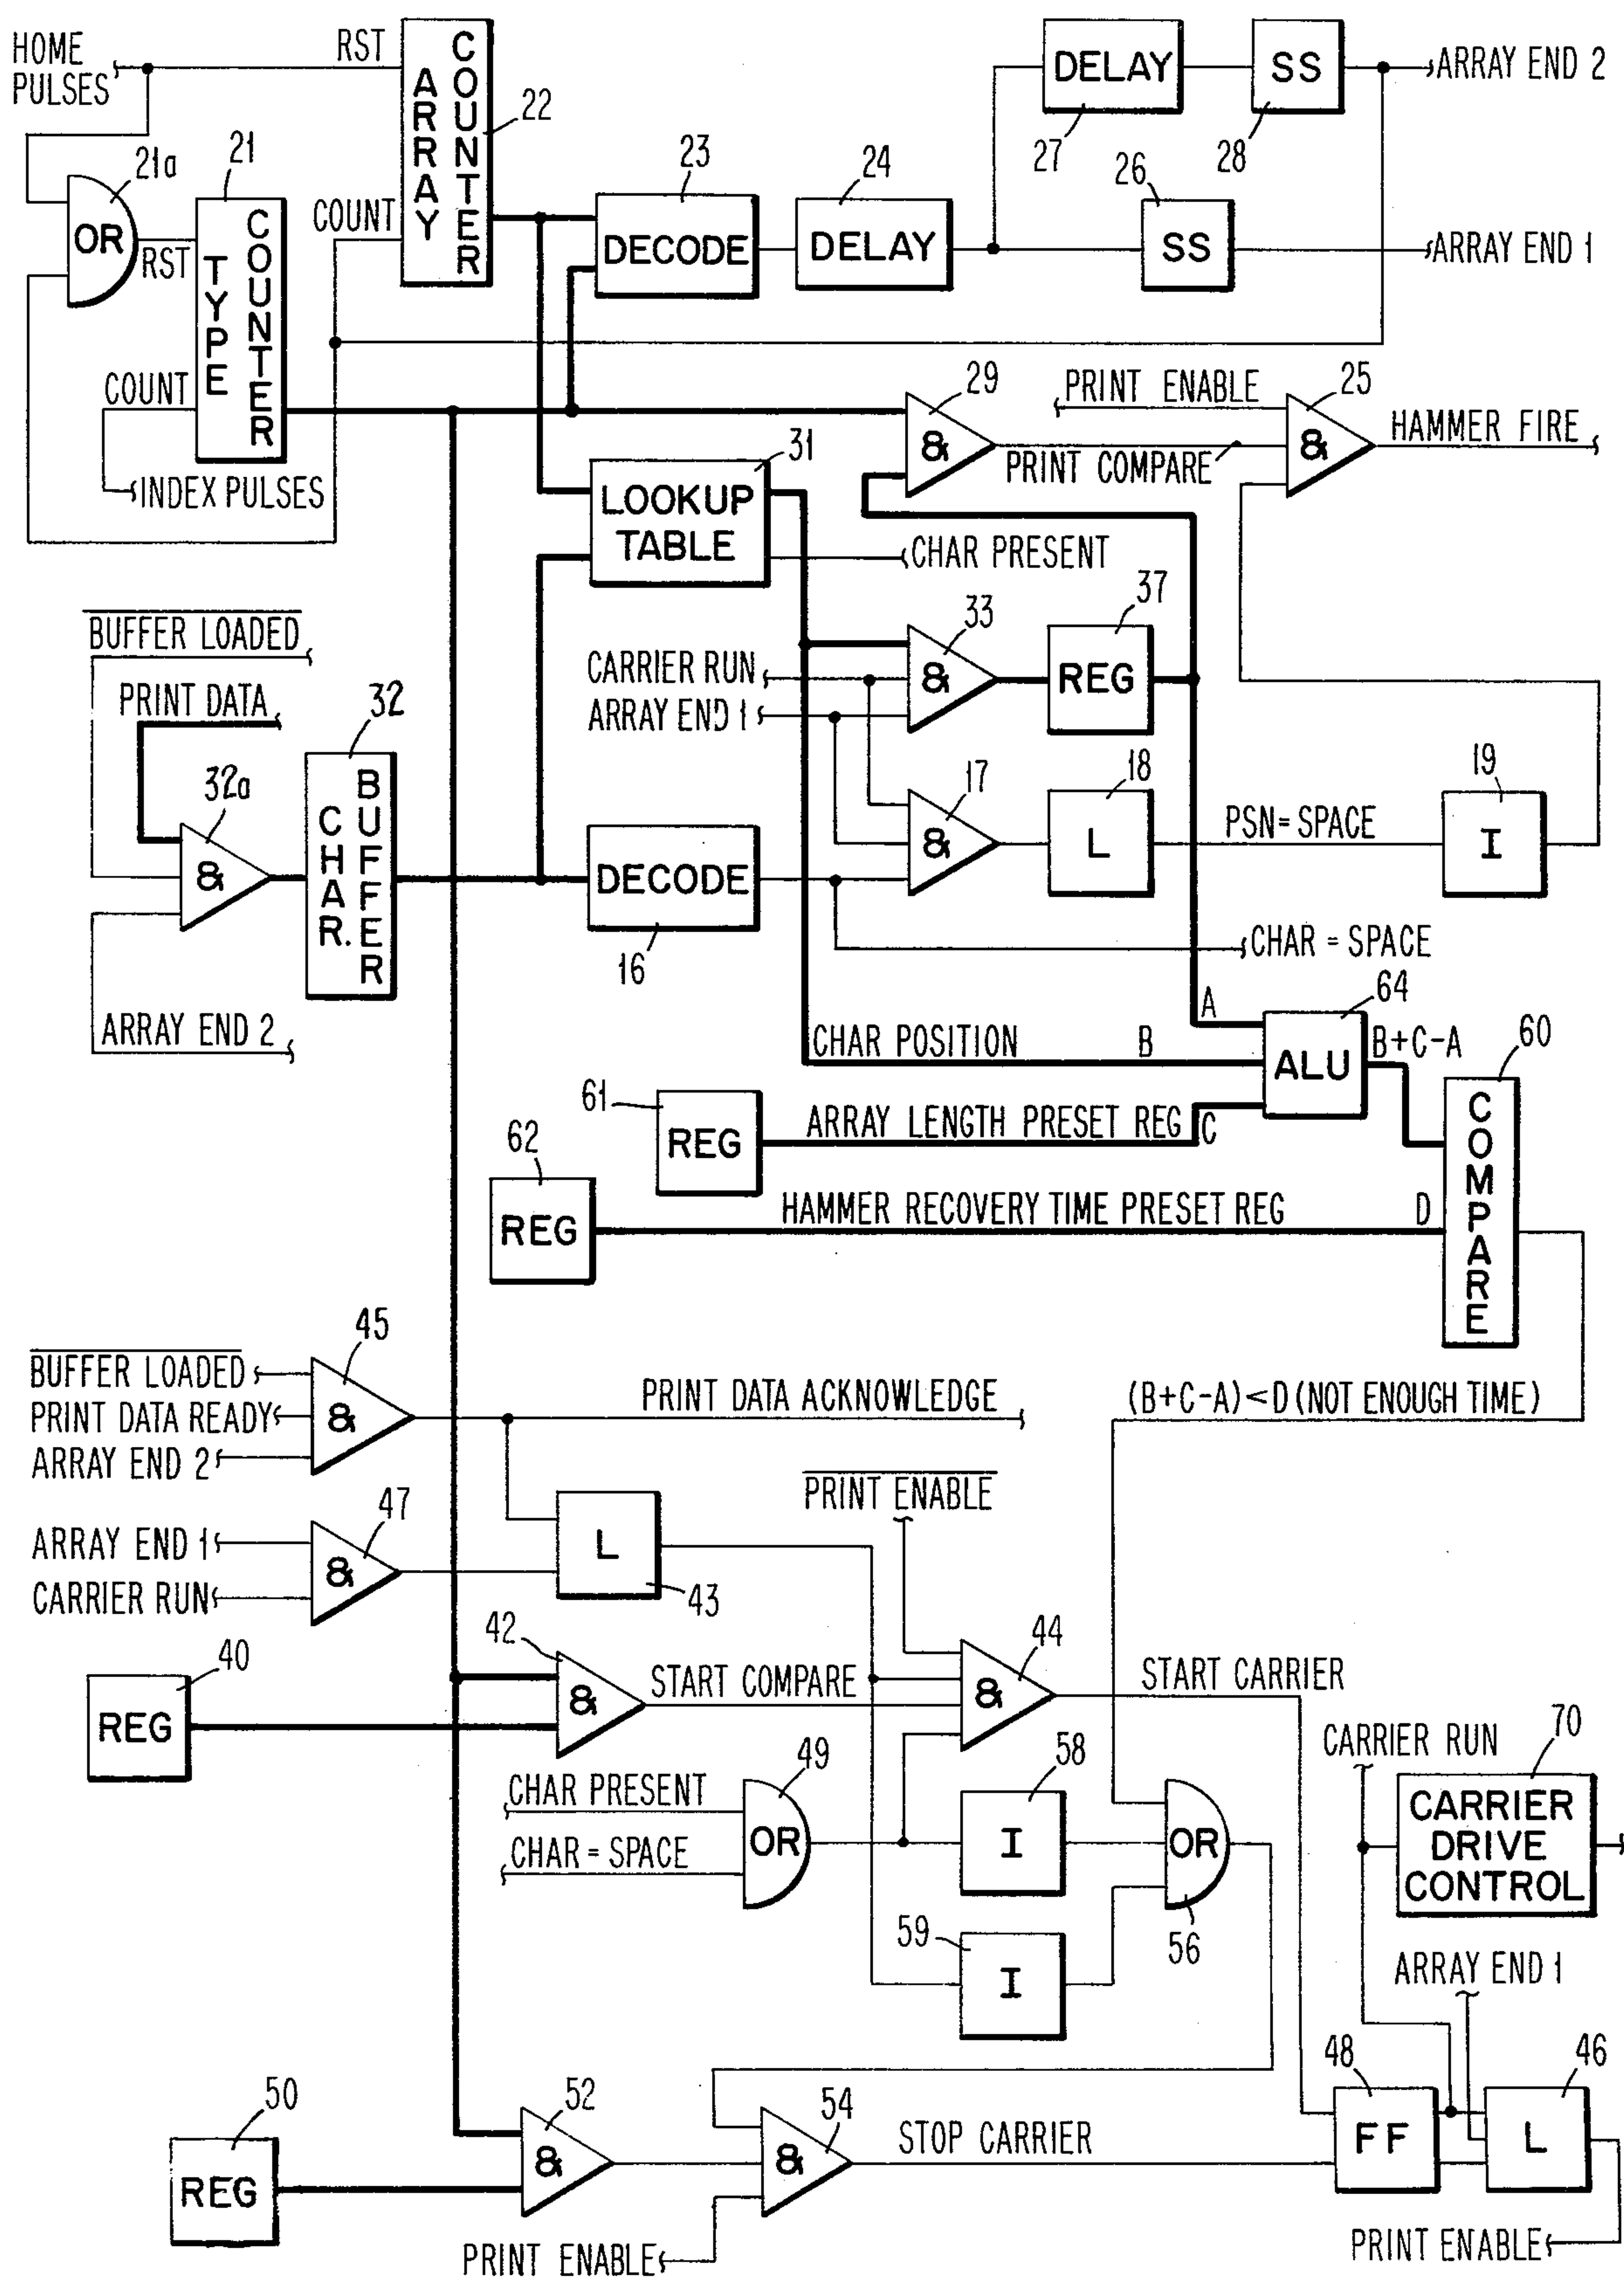 HOME
PULSES
RST
ARRAY
COUNTER
22
DELAY
27
SS
28
ARRAY END 2
21a
OR
RST
21
TYPE
COUNTER
COUNT
COUNT
INDEX PULSES
23
DECODE
24
DELAY
26
SS
ARRAY END 1
29
&
PRINT ENABLE
25
&
PRINT COMPARE
HAMMER FIRE
31
LOOKUP
TABLE
CHAR PRESENT
BUFFER LOADED
PRINT DATA
32a
&
32
CHAR.
BUFFER
ARRAY END 2
CARRIER RUN
ARRAY END 1
33
&
37
REG
17
&
18
L
PSN=SPACE
19
I
DECODE
16
CHAR = SPACE
A
64
ALU
B+C-A
60
COMPARE
CHAR POSITION
B
61
REG
ARRAY LENGTH PRESET REG
C
62
REG
HAMMER RECOVERY TIME PRESET REG
D
45
BUFFER LOADED
PRINT DATA READY
ARRAY END 2
&
PRINT DATA ACKNOWLEDGE
(B+C-A)<D (NOT ENOUGH TIME)
47
ARRAY END 1
CARRIER RUN
&
L
43
PRINT ENABLE
40
REG
42
&
START COMPARE
44
&
START CARRIER
CHAR PRESENT
CHAR = SPACE
49
OR
58
I
59
I
OR
56
CARRIER RUN
70
CARRIER
DRIVE
CONTROL
ARRAY END 1
50
REG
52
&
54
&
STOP CARRIER
48
FF
46
L
PRINT ENABLE
PRINT ENABLE